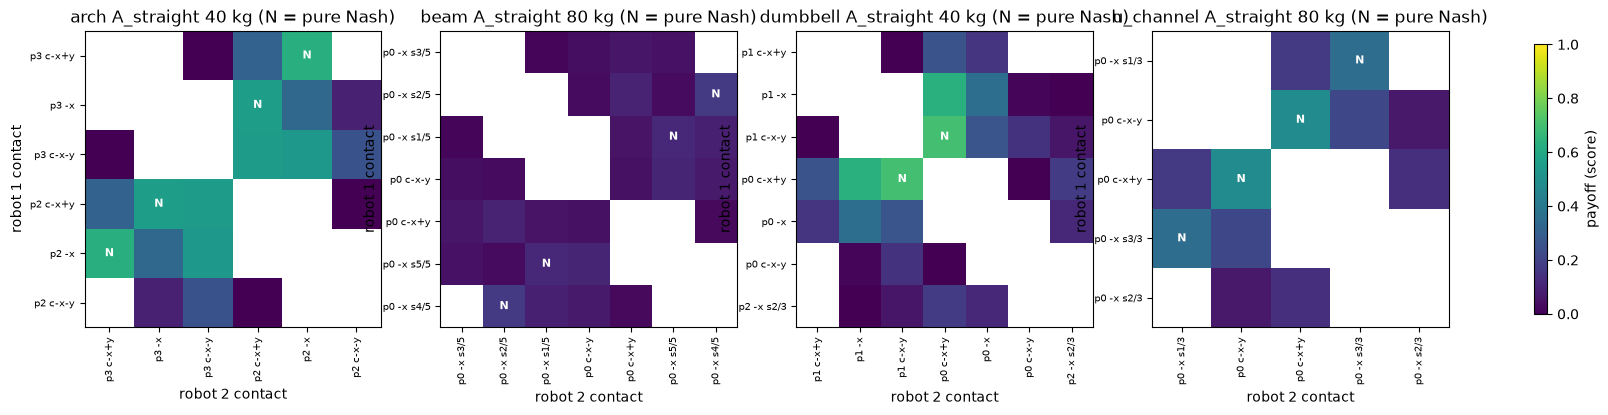 arch A_straight 40 kg (N = pure Nash)
robot 1 contact
p3 c-x+y
p3 -x
p3 c-x-y
p2 c-x+y
p2 -x
p2 c-x-y
N
N
N
N
p3 c-x+y
p3 -x
p3 c-x-y
p2 c-x+y
p2 -x
p2 c-x-y
robot 2 contact
beam A_straight 80 kg (N = pure Nash)
robot 1 contact
p0 -x s3/5
p0 -x s2/5
p0 -x s1/5
p0 c-x-y
p0 c-x+y
p0 -x s5/5
p0 -x s4/5
N
N
N
N
p0 -x s3/5
p0 -x s2/5
p0 -x s1/5
p0 c-x-y
p0 c-x+y
p0 -x s5/5
p0 -x s4/5
robot 2 contact
dumbbell A_straight 40 kg (N = pure Nash)
robot 1 contact
p1 c-x+y
p1 -x
p1 c-x-y
p0 c-x+y
p0 -x
p0 c-x-y
p2 -x s2/3
N
N
p1 c-x+y
p1 -x
p1 c-x-y
p0 c-x+y
p0 -x
p0 c-x-y
p2 -x s2/3
robot 2 contact
u_channel A_straight 80 kg (N = pure Nash)
robot 1 contact
p0 -x s1/3
p0 c-x-y
p0 c-x+y
p0 -x s3/3
p0 -x s2/3
N
N
N
N
p0 -x s1/3
p0 c-x-y
p0 c-x+y
p0 -x s3/3
p0 -x s2/3
robot 2 contact
1.0
0.8
0.6
0.4
0.2
0.0
payoff (score)